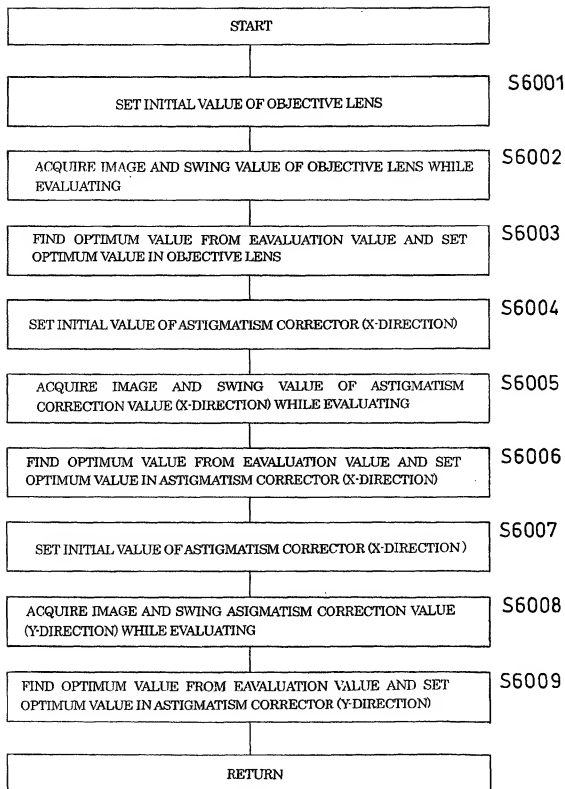 START
S6001
SET INITIAL VALUE OF OBJECTIVE LENS
S6002
ACQUIRE IMAGE AND SWING VALUE OF OBJECTIVE LENS WHILE
EVALUATING
S6003
FIND OPTIMUM VALUE FROM EAVALUATION VALUE AND SET
OPTIMUM VALUE IN OBJECTIVE LENS
S6004
SET INITIAL VALUE OF ASTIGMATISM CORRECTOR (X-DIRECTION)
S6005
ACQUIRE IMAGE AND SWING VALUE OF ASTIGMATISM
CORRECTION VALUE (X-DIRECTION) WHILE EVALUATING
S6006
FIND OPTIMUM VALUE FROM EAVALUATION VALUE AND SET
OPTIMUM VALUE IN ASTIGMATISM CORRECTOR (X-DIRECTION)
S6007
SET INITIAL VALUE OF ASTIGMATISM CORRECTOR (X-DIRECTION )
S6008
ACQUIRE IMAGE AND SWING ASIGMATISM CORRECTION VALUE
(Y-DIRECTION) WHILE EVALUATING
S6009
FIND OPTIMUM VALUE FROM EAVALUATION VALUE AND SET
OPTIMUM VALUE IN ASTIGMATISM CORRECTOR (Y-DIRECTION)
RETURN